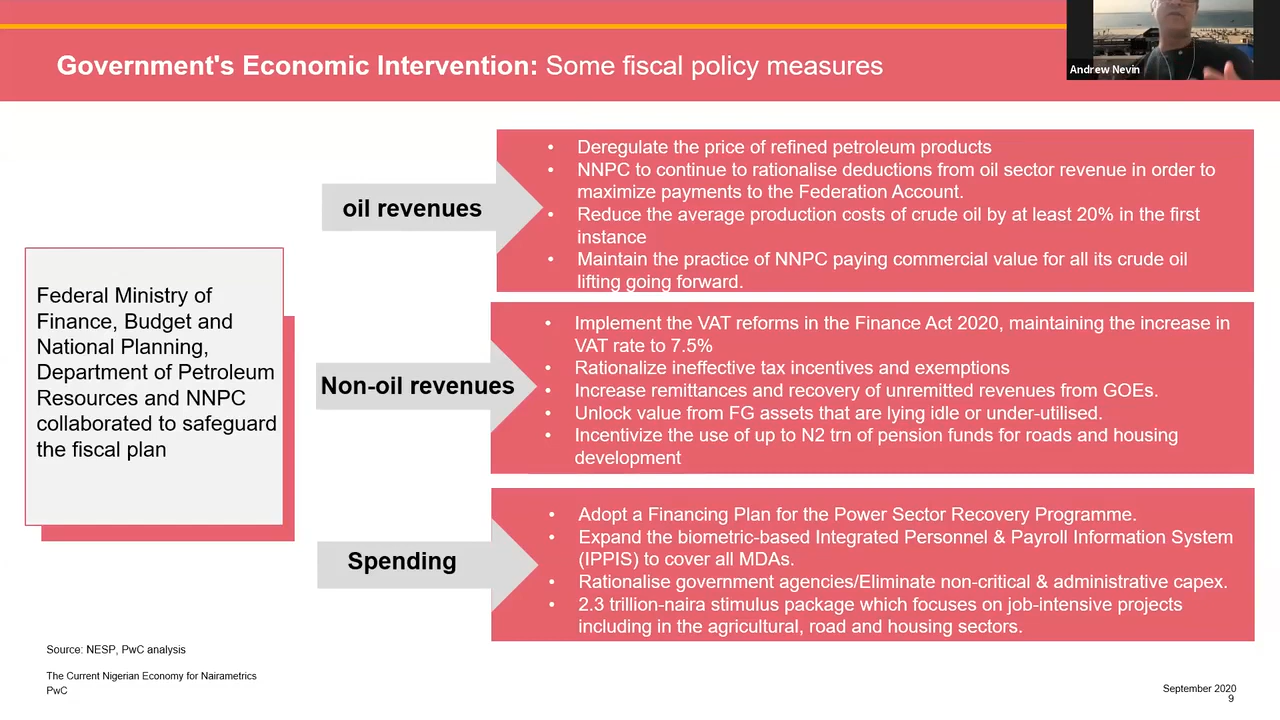 Government's Economic Intervention: Some fiscal policy measures
Andrew Nevin
Federal Ministry of
Finance, Budget and
National Planning,
Department of Petroleum
Resources and NNPC
collaborated to safeguard
the fiscal plan
oil revenues
• Deregulate the price of refined petroleum products
• NNPC to continue to rationalise deductions from oil sector revenue in order to
maximize payments to the Federation Account.
• Reduce the average production costs of crude oil by at least 20% in the first
instance
• Maintain the practice of NNPC paying commercial value for all its crude oil
lifting going forward.
Non-oil revenues
• Implement the VAT reforms in the Finance Act 2020, maintaining the increase in
VAT rate to 7.5%
• Rationalize ineffective tax incentives and exemptions
• Increase remittances and recovery of unremitted revenues from GOEs.
• Unlock value from FG assets that are lying idle or under-utilised.
• Incentivize the use of up to N2 trn of pension funds for roads and housing
development
Spending
• Adopt a Financing Plan for the Power Sector Recovery Programme.
• Expand the biometric-based Integrated Personnel & Payroll Information System
(IPPIS) to cover all MDAs.
• Rationalise government agencies/Eliminate non-critical & administrative capex.
• 2.3 trillion-naira stimulus package which focuses on job-intensive projects
including in the agricultural, road and housing sectors.
Source: NESP, PwC analysis
The Current Nigerian Economy for Nairametrics
PwC
September 2020
9